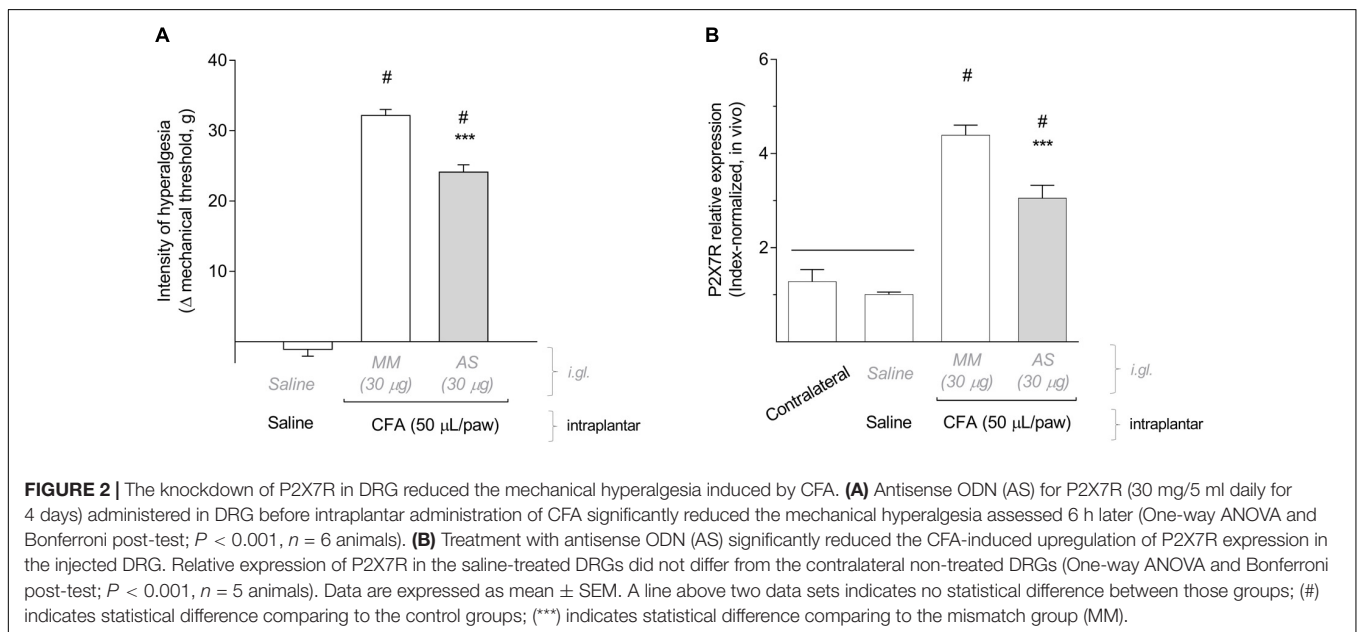 A
Intensity of hyperalgesia
(Δ mechanical threshold, g)
40
30
20
10
#
#
***
Saline
MM
(30 µg)
AS
(30 µg)
i.gl.
Saline
CFA (50 µL/paw)
intraplantar
B
P2X7R relative expression
(Index-normalized, in vivo)
6
4
2
#
#
***
Contralateral
Saline
MM
(30 µg)
AS
(30 µg)
i.gl.
Saline
CFA (50 µL/paw)
intraplantar
FIGURE 2 | The knockdown of P2X7R in DRG reduced the mechanical hyperalgesia induced by CFA. (A) Antisense ODN (AS) for P2X7R (30 mg/5 ml daily for
4 days) administered in DRG before intraplantar administration of CFA significantly reduced the mechanical hyperalgesia assessed 6 h later (One-way ANOVA and
Bonferroni post-test; P < 0.001, n = 6 animals). (B) Treatment with antisense ODN (AS) significantly reduced the CFA-induced upregulation of P2X7R expression in
the injected DRG. Relative expression of P2X7R in the saline-treated DRGs did not differ from the contralateral non-treated DRGs (One-way ANOVA and Bonferroni
post-test; P < 0.001, n = 5 animals). Data are expressed as mean ± SEM. A line above two data sets indicates no statistical difference between those groups; (#)
indicates statistical difference comparing to the control groups; (***) indicates statistical difference comparing to the mismatch group (MM).